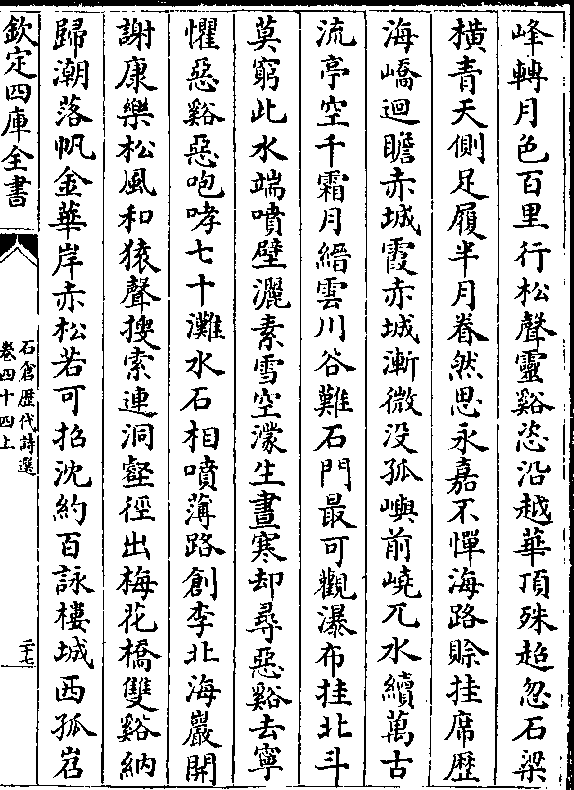 峰轉月色百里行松聲靈谿恣沿越華頂殊超忽石梁
橫青天側足履半月眷然思永嘉不憚海路賒挂席歴
海嶠迴瞻赤城霞赤城漸微没孤嶼前嶢兀水續萬古
流亭空千霜月縉雲川谷難石門最可觀瀑布挂北斗
莫窮此水端噴壁灑素雪空濛生晝寒却尋惡谿去寧
懼惡谿惡咆哮七十灘水石相噴薄路創李北海巖開
謝康樂松風和猿聲搜索連洞壑徑出梅花橋雙谿納
歸潮落帆金華岸赤松若可招沈約百詠樓城西孤岧
欽定四庫全書
石倉歴代詩選
卷四十四上
二十七